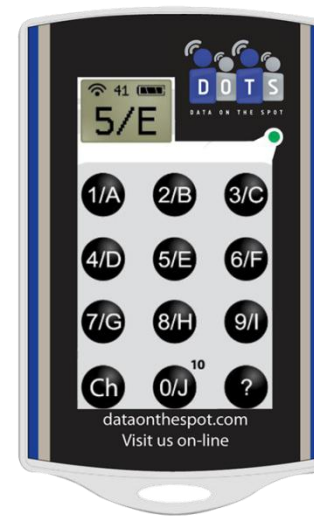 41
5/E
DOTS
DATA ON THE SPOT
1/A 2/B 3/C
4/D 5/E 6/F
7/G 8/H 9/I
10
Ch 0/J ?
dataonthespot.com
Visit us on-line